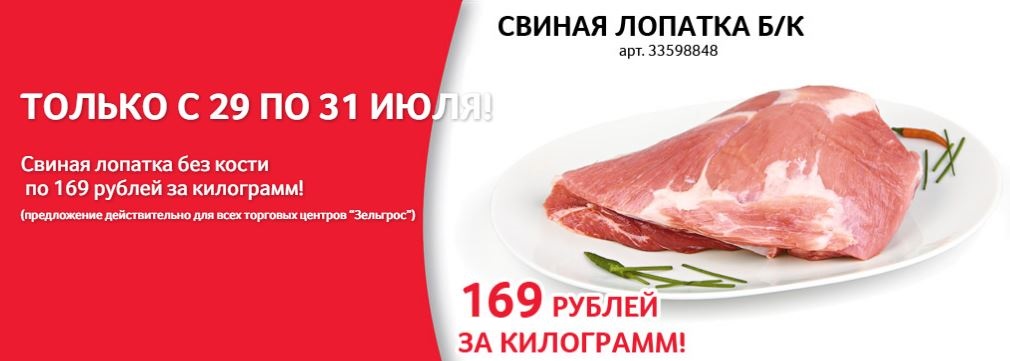 СВИНАЯ ЛОПАТКА Б/К
арт. 33598848
ТОЛЬКО С 29 ПО 31 ИЮЛЯ!
Свиная лопатка без кости
по 169 рублей за килограмм!
(предложение действительно для всех торговых центров "Зельгрос")
169 РУБЛЕЙ
ЗА КИЛОГРАММ!